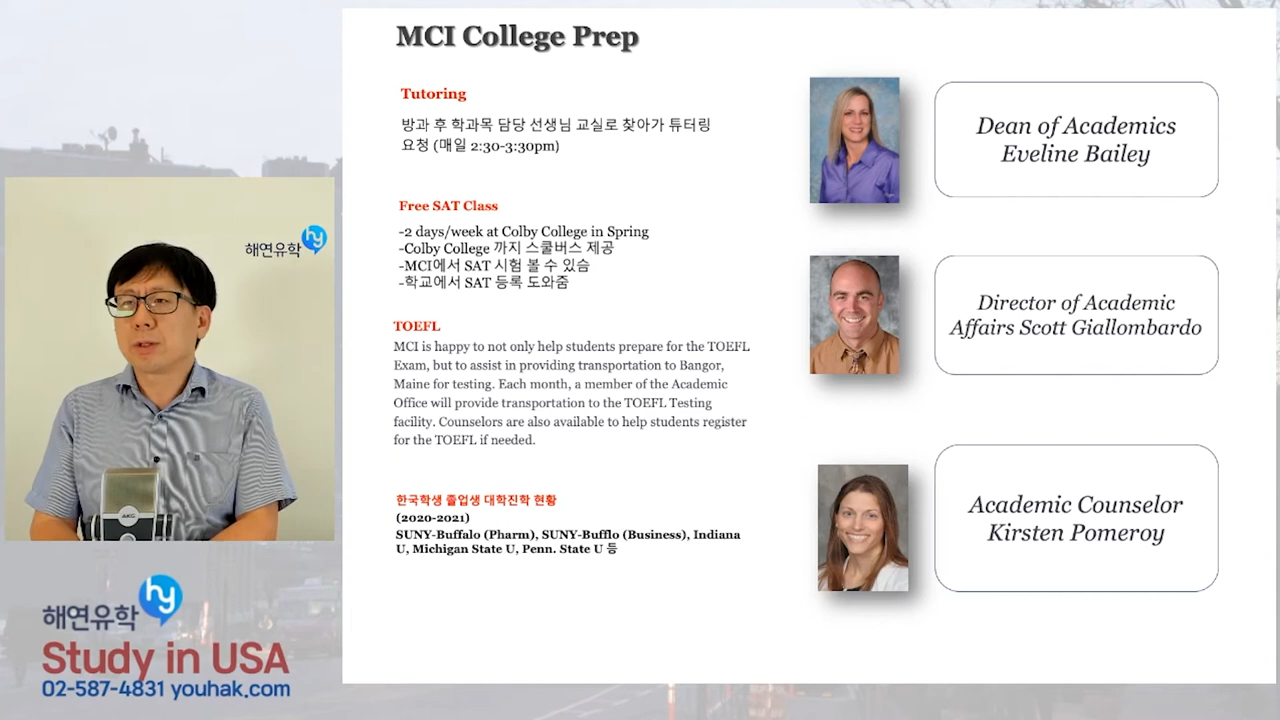 MCI College Prep
Tutoring
방과 후 학과목 담당 선생님 교실로 찾아가 튜터링
요청 (매일 2:30-3:30pm)
Free SAT Class
-2 days/week at Colby College in Spring
-Colby College 까지 스쿨버스 제공
-MCI에서 SAT 시험 볼 수 있슴
-학교에서 SAT 등록 도와줌
TOEFL
MCI is happy to not only help students prepare for the TOEFL
Exam, but to assist in providing transportation to Bangor,
Maine for testing. Each month, a member of the Academic
Office will provide transportation to the TOEFL Testing
facility. Counselors are also available to help students register
for the TOEFL if needed.
한국학생 졸업생 대학진학 현황
(2020-2021)
SUNY-Buffalo (Pharm), SUNY-Bufflo (Business), Indiana
U, Michigan State U, Penn. State U 등
Dean of Academics
Eveline Bailey
Director of Academic
Affairs Scott Giallombardo
Academic Counselor
Kirsten Pomeroy
해연유학 hy
AKG
해연유학 hy
Study in USA
02-587-4831 youhak.com